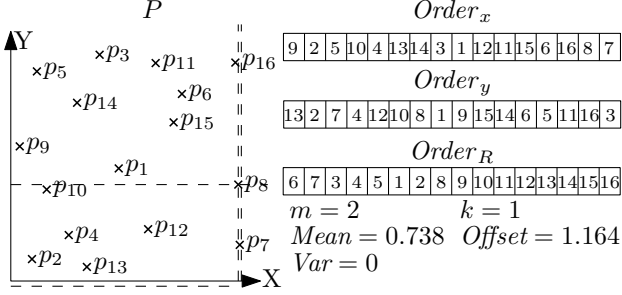 P
Y
p3
p5
p11
p16
p6
p14
p15
p9
p1
p10
p8
p4
p12
p7
p2
p13
X
Orderx
9 2 5 10 4 13 14 3 1 12 11 15 6 16 8 7
Ordery
13 2 7 4 12 10 8 1 9 15 14 6 5 11 16 3
OrderR
6 7 3 4 5 1 2 8 9 10 11 12 13 14 15 16
m = 2 k = 1
Mean = 0.738 Offset = 1.164
Var = 0